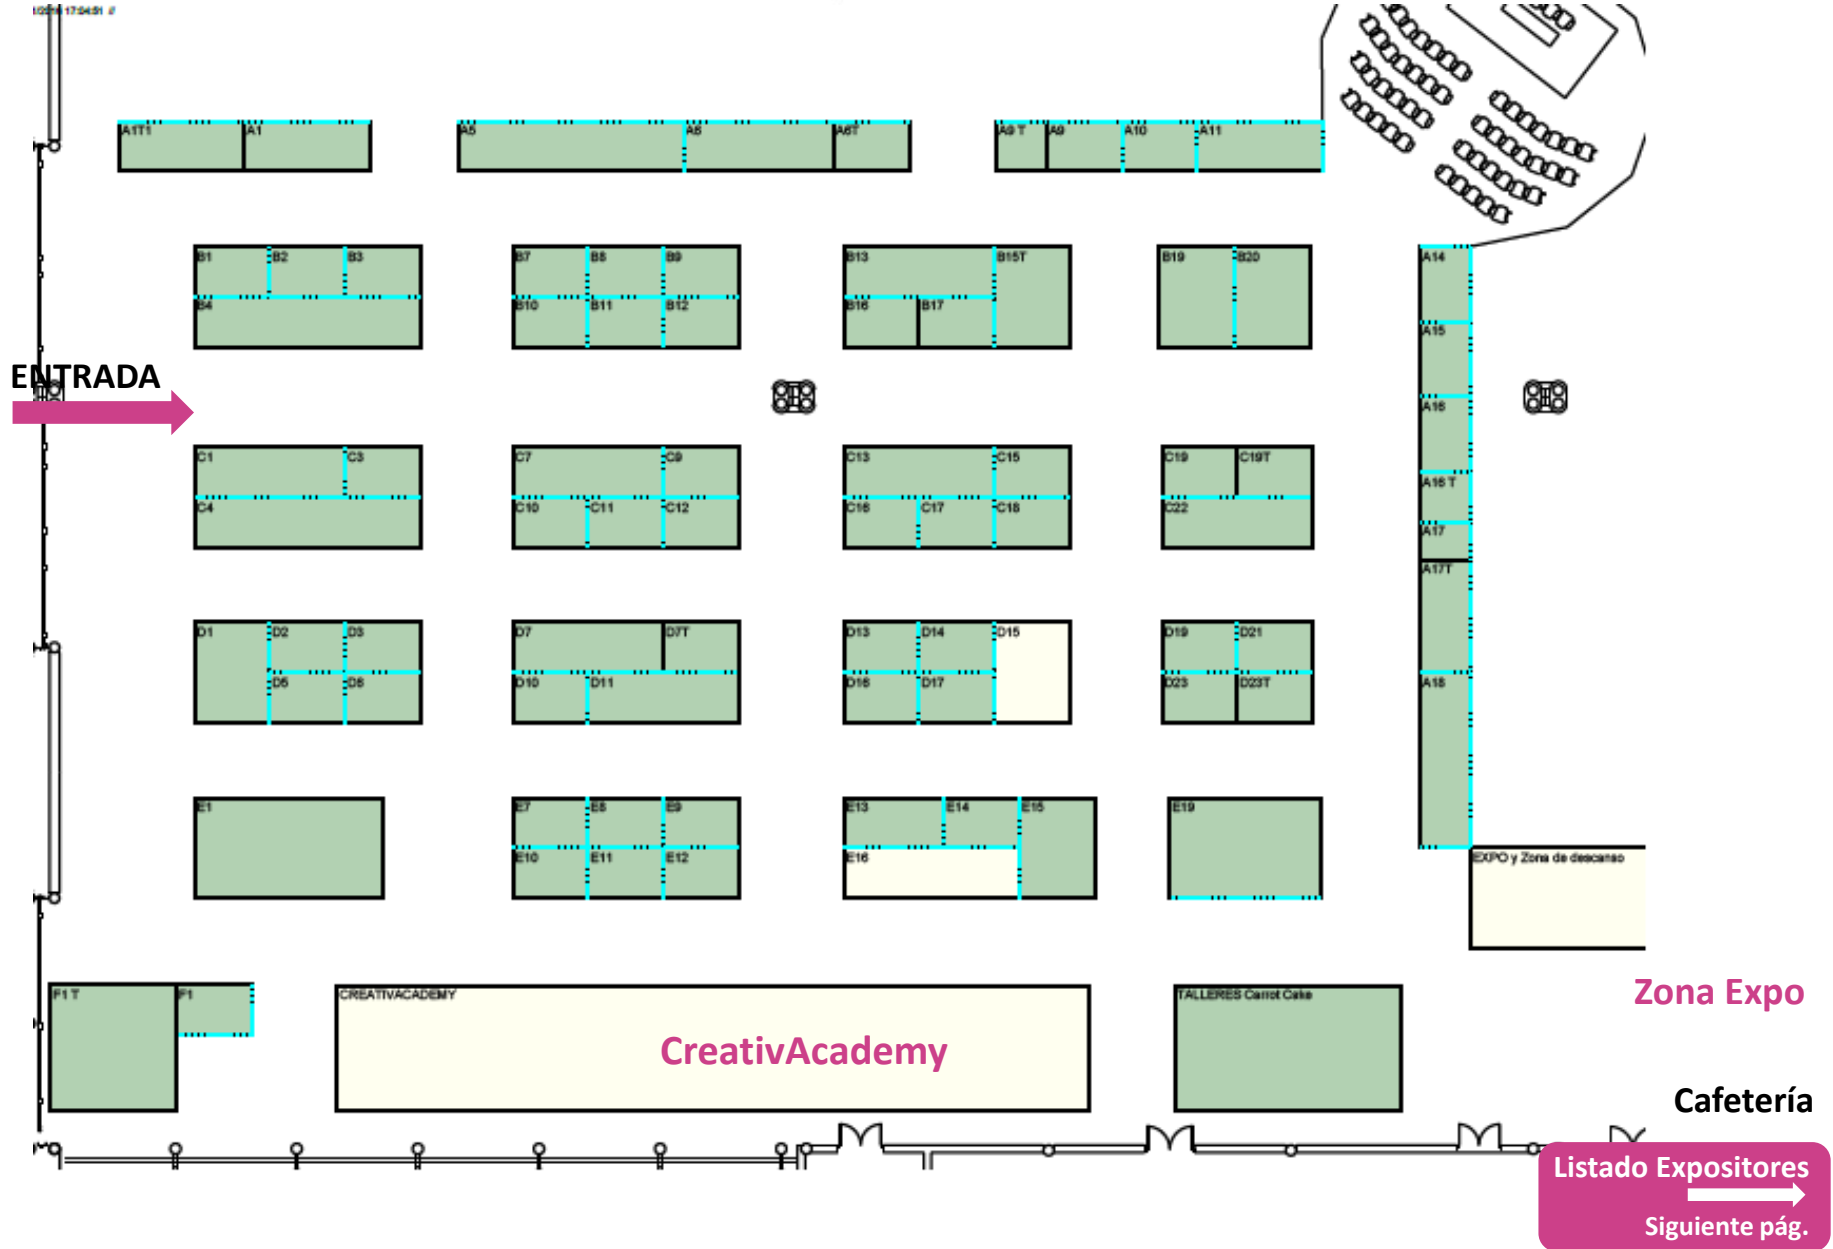 17:04:51 //
A1T1 A1 A5 A6 A6T A9 T A9 A10 A11
B1 B2 B3 B7 B8 B9 B13 B15T B19 B20 A14
B4 B10 B11 B12 B16 B17
A15
ENTRADA
A16
C1 C3 C7 C9 C13 C15 C19 C19T
A16 T
C4 C10 C11 C12 C16 C17 C18 C22
A17
A17T
D1 D2 D3 D7 D7T D13 D14 D15 D19 D21
D5 D6 D10 D11 D16 D17 D23 D23T A18
E1 E7 E8 E9 E13 E14 E15 E19
E10 E11 E12 E16 EXPO y Zona de descanso
F1 T F1 CREATIVACADEMY TALLERES Carrot Cake
Zona Expo
CreativAcademy
Cafetería
Listado Expositores
Siguiente pág.